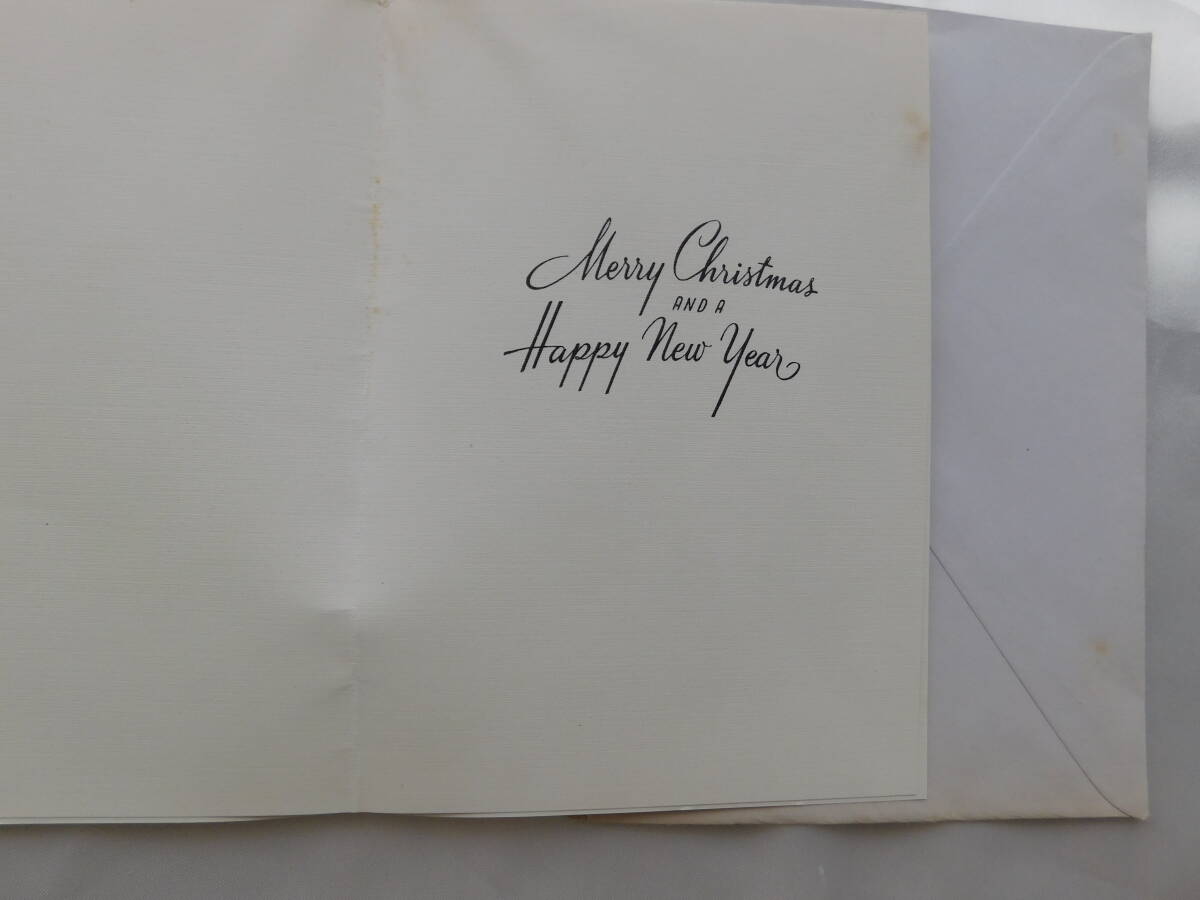 Merry Christmas
AND A
Happy New Year